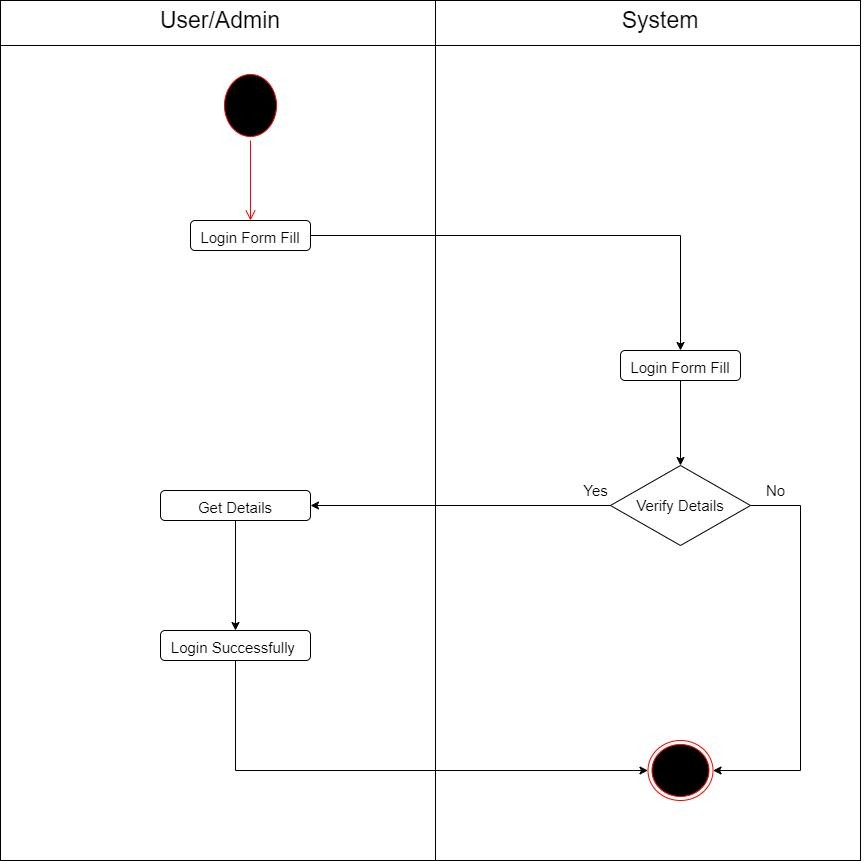 User/Admin
System
Login Form Fill
Login Form Fill
Yes
Verify Details
No
Get Details
Login Successfully